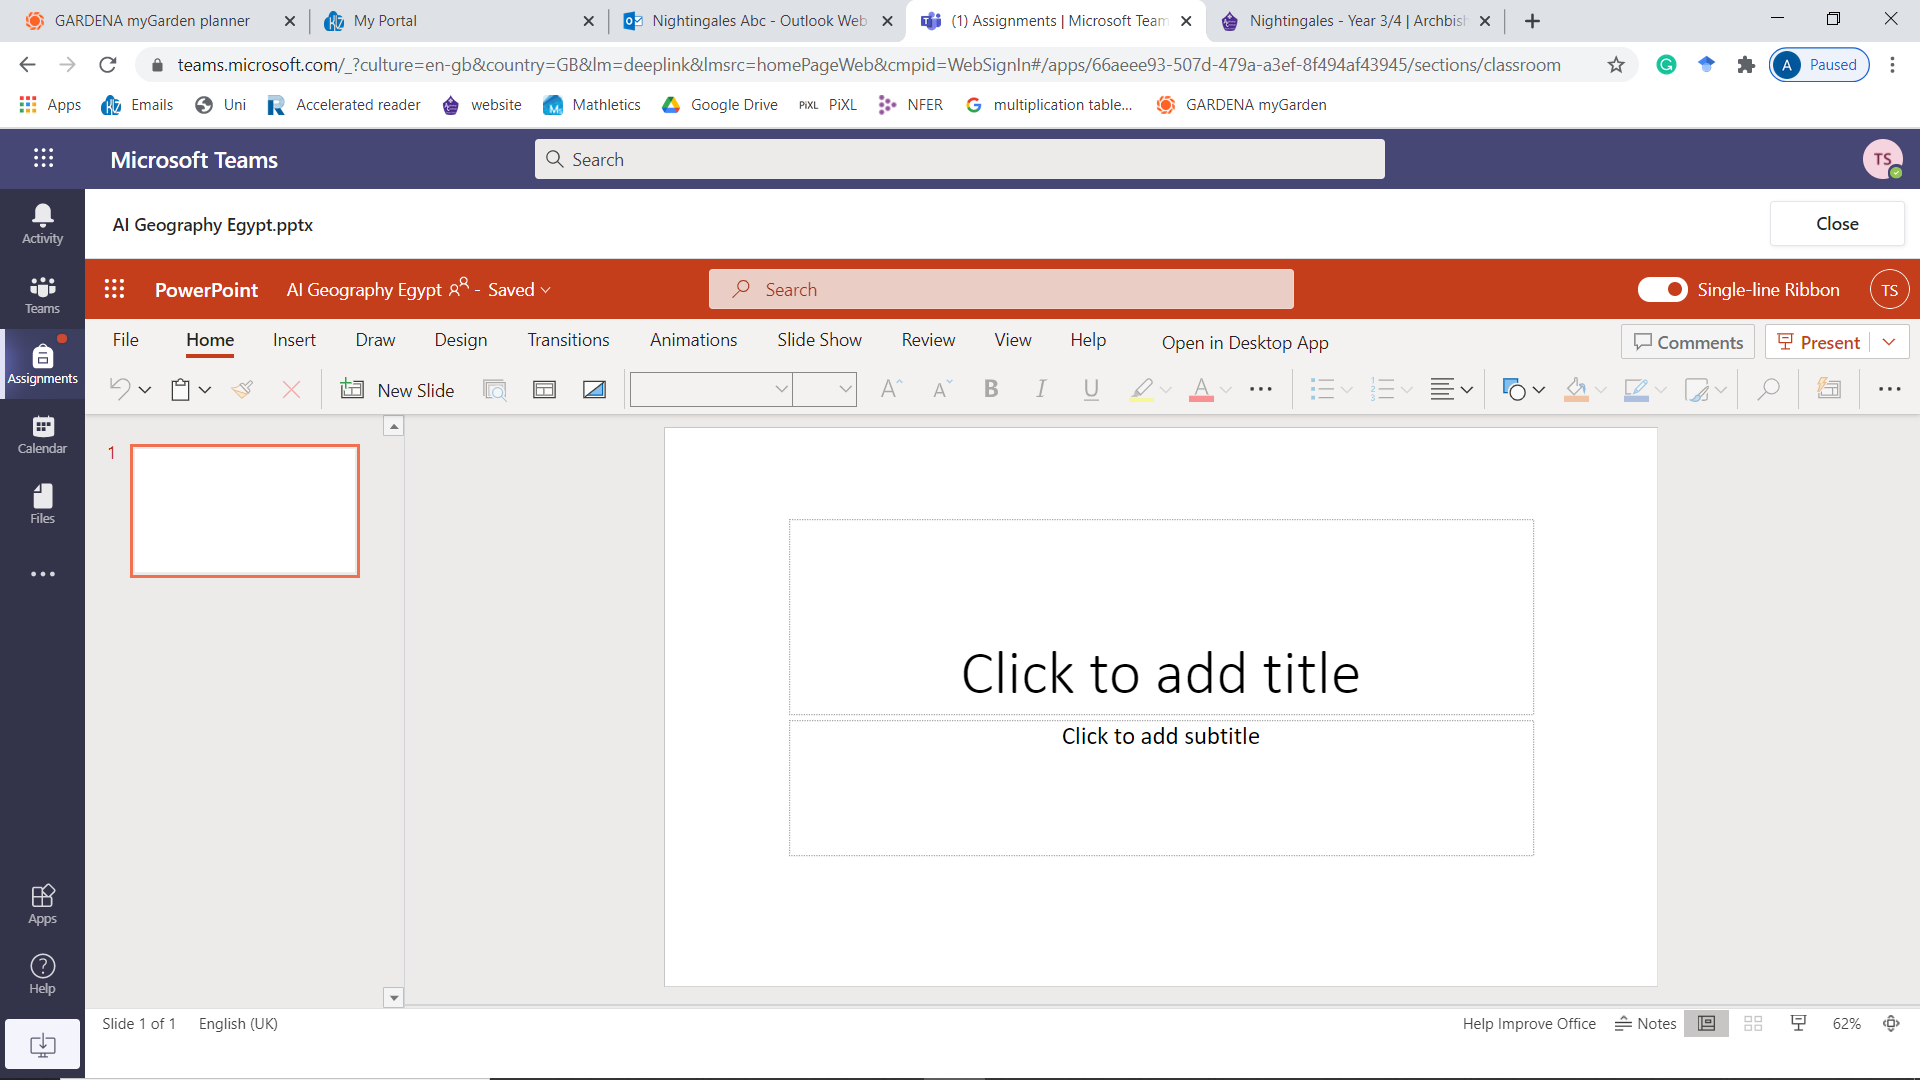 GARDENA myGarden planner
My Portal
Nightingales Abc - Outlook Web
(1) Assignments | Microsoft Team
Nightingales - Year 3/4 | Archbish
teams.microsoft.com/_?culture=en-gb&country=GB&lm=deeplink&lmsrc=homePageWeb&cmpid=WebSignIn#/apps/66aeee93-507d-479a-a3ef-8f494af43945/sections/classroom
A Paused
Apps
Emails
Uni
Accelerated reader
website
Mathletics
Google Drive
PiXL PiXL
NFER
multiplication table...
GARDENA myGarden
Microsoft Teams
Search
TS
Activity
Teams
Assignments
Calendar
Files
Apps
Help
AI Geography Egypt.pptx
Close
PowerPoint
AI Geography Egypt - Saved
Search
Single-line Ribbon
TS
File
Home
Insert
Draw
Design
Transitions
Animations
Slide Show
Review
View
Help
Open in Desktop App
Comments
Present
New Slide
1
Click to add title
Click to add subtitle
Slide 1 of 1
English (UK)
Help Improve Office
Notes
62%